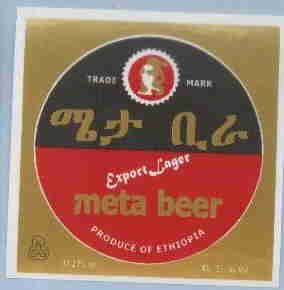 TRADE MARK
ሜታ ቢራ
Export Lager
meta beer
PRODUCE OF ETHIOPIA